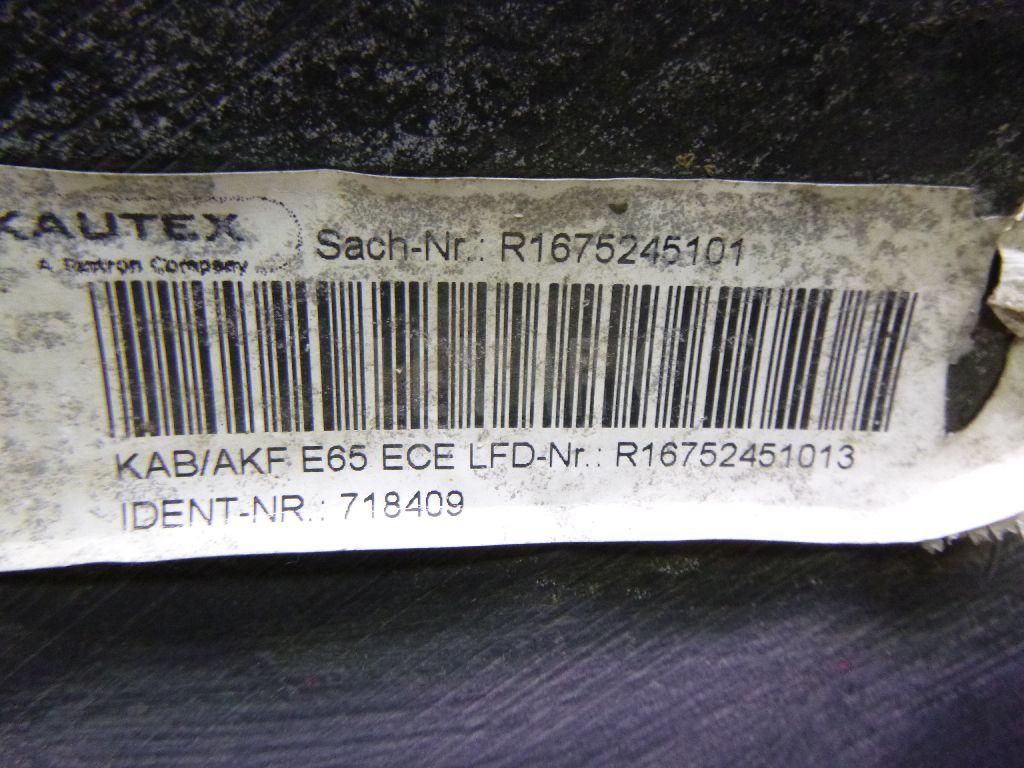 KAUTEX
A Textron Company
Sach-Nr.: R1675245101
KAB/AKF E65 ECE LFD-Nr.: R16752451013
IDENT-NR.: 718409